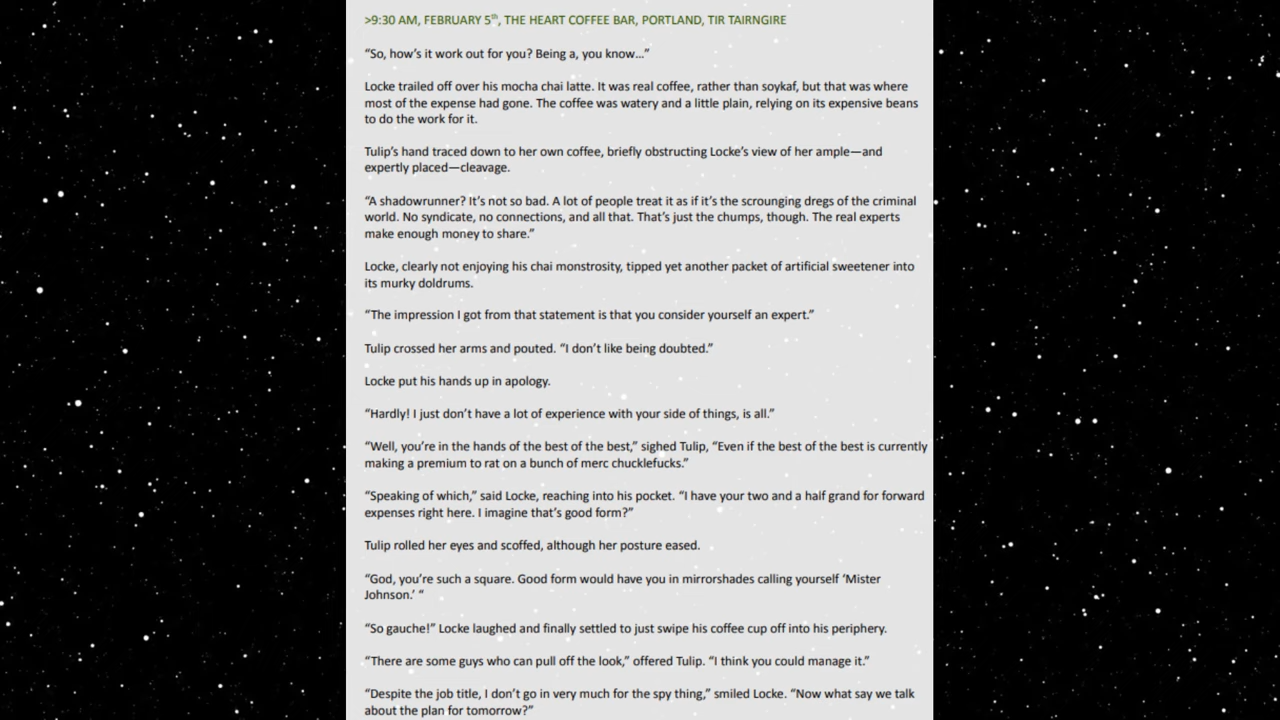 >9:30 AM, FEBRUARY 5th, THE HEART COFFEE BAR, PORTLAND, TIR TAIRNGIRE
“So, how’s it work out for you? Being a, you know…”
Locke trailed off over his mocha chai latte. It was real coffee, rather than soykaf, but that was where
most of the expense had gone. The coffee was watery and a little plain, relying on its expensive beans
to do the work for it.
Tulip’s hand traced down to her own coffee, briefly obstructing Locke’s view of her ample—and
expertly placed—cleavage.
“A shadowrunner? It’s not so bad. A lot of people treat it as if it’s the scrounging dregs of the criminal
world. No syndicate, no connections, and all that. That’s just the chumps, though. The real experts
make enough money to share.”
Locke, clearly not enjoying his chai monstrosity, tipped yet another packet of artificial sweetener into
its murky doldrums.
“The impression I got from that statement is that you consider yourself an expert.”
Tulip crossed her arms and pouted. “I don’t like being doubted.”
Locke put his hands up in apology.
“Hardly! I just don’t have a lot of experience with your side of things, is all.”
“Well, you’re in the hands of the best of the best,” sighed Tulip, “Even if the best of the best is currently
making a premium to rat on a bunch of merc chucklefucks.”
“Speaking of which,” said Locke, reaching into his pocket. “I have your two and a half grand for forward
expenses right here. I imagine that’s good form?”
Tulip rolled her eyes and scoffed, although her posture eased.
“God, you’re such a square. Good form would have you in mirrorshades calling yourself ‘Mister
Johnson.’ “
“So gauche!” Locke laughed and finally settled to just swipe his coffee cup off into his periphery.
“There are some guys who can pull off the look,” offered Tulip. “I think you could manage it.”
“Despite the job title, I don’t go in very much for the spy thing,” smiled Locke. “Now what say we talk
about the plan for tomorrow?”